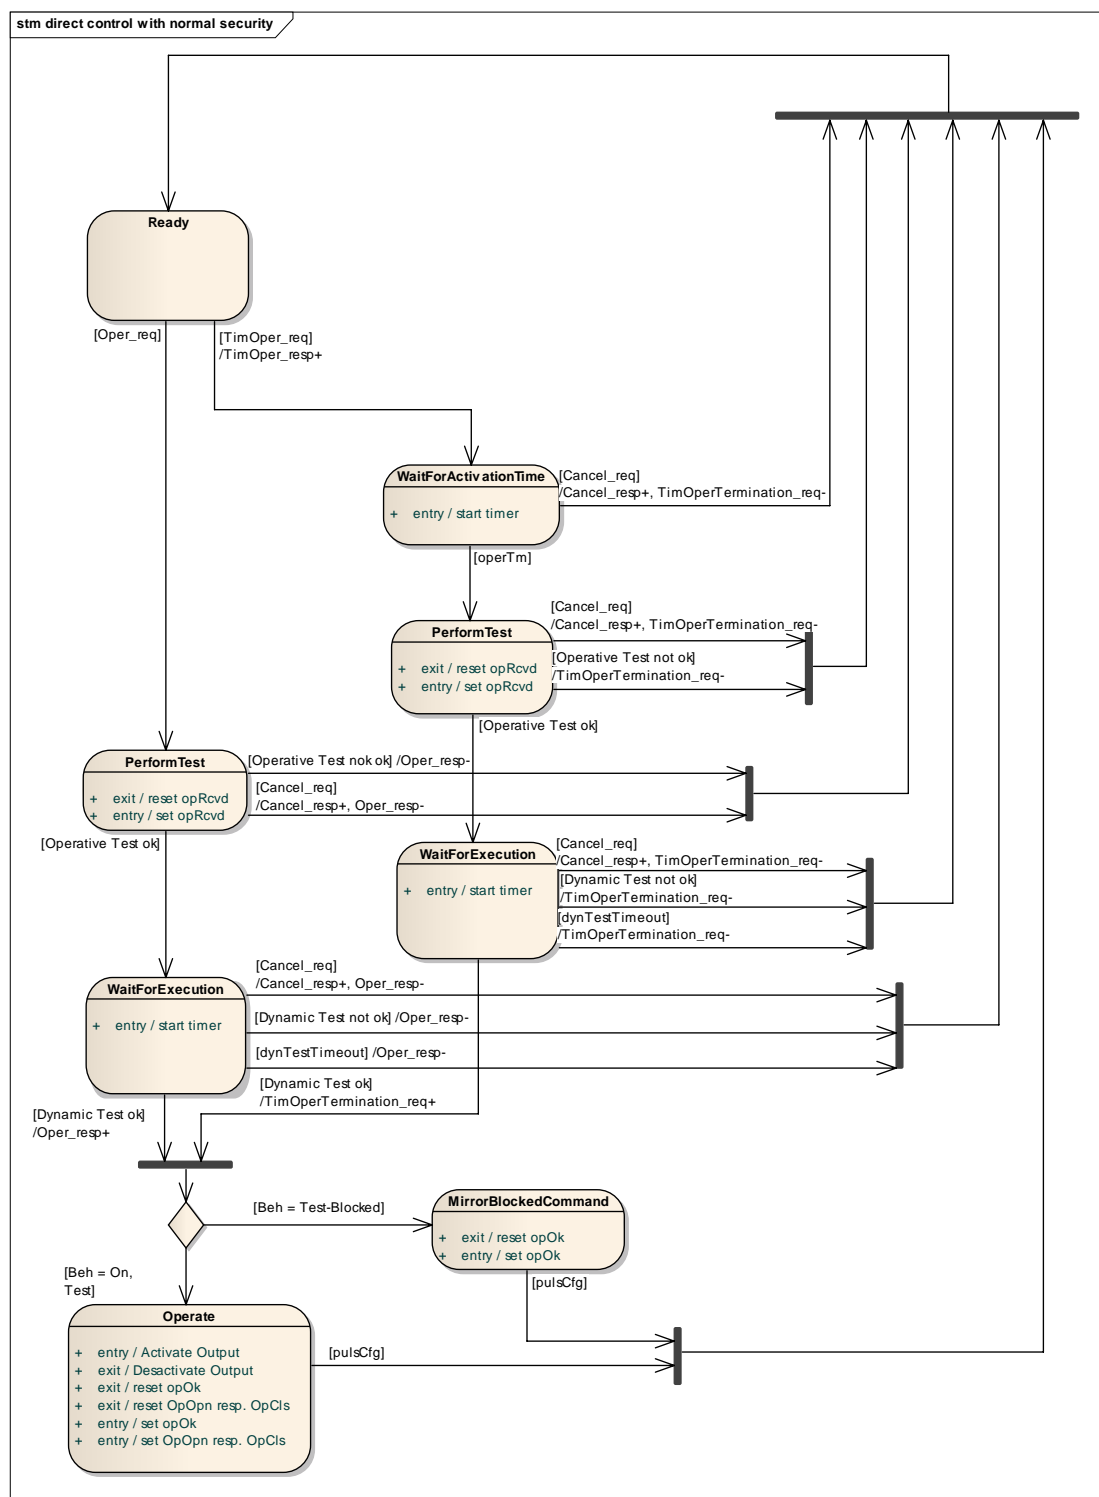 stm direct control with normal security
Ready
[Oper_req]
[TimOper_req]
/TimOper_resp+
WaitForActivationTime
+ entry / start timer
[Cancel_req]
/Cancel_resp+, TimOperTermination_req-
[operTm]
PerformTest
+ exit / reset opRcvd
+ entry / set opRcvd
[Cancel_req]
/Cancel_resp+, TimOperTermination_req-
[Operative Test not ok]
/TimOperTermination_req-
[Operative Test ok]
PerformTest
+ exit / reset opRcvd
+ entry / set opRcvd
[Operative Test nok ok] /Oper_resp-
[Cancel_req]
/Cancel_resp+, Oper_resp-
[Operative Test ok]
WaitForExecution
+ entry / start timer
[Cancel_req]
/Cancel_resp+, TimOperTermination_req-
[Dynamic Test not ok]
/TimOperTermination_req-
[dynTestTimeout]
/TimOperTermination_req-
WaitForExecution
+ entry / start timer
[Cancel_req]
/Cancel_resp+, Oper_resp-
[Dynamic Test not ok] /Oper_resp-
[dynTestTimeout] /Oper_resp-
[Dynamic Test ok]
/TimOperTermination_req+
[Dynamic Test ok]
/Oper_resp+
[Beh = Test-Blocked]
MirrorBlockedCommand
+ exit / reset opOk
+ entry / set opOk
[pulsCfg]
[Beh = On,
Test]
Operate
+ entry / Activate Output
+ exit / Desactivate Output
+ exit / reset opOk
+ exit / reset OpOpn resp. OpCls
+ entry / set opOk
+ entry / set OpOpn resp. OpCls
[pulsCfg]